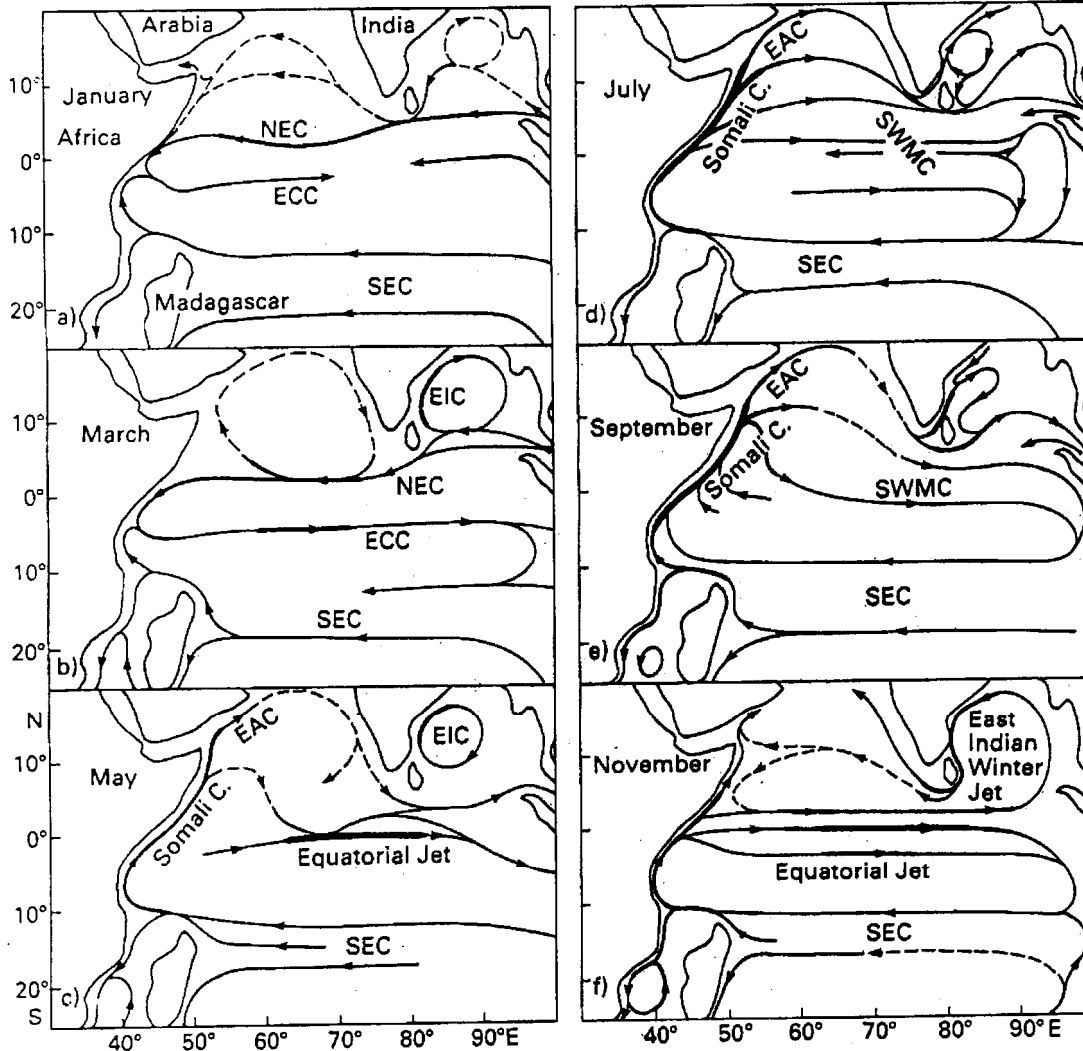 Arabia
India
10°
January
Africa
NEC
0°
ECC
10°
SEC
Madagascar
20°
a)
EIC
10°
March
NEC
0°
ECC
10°
SEC
20°
b)
N
EAC
EIC
10°
May
Somali C.
0°
Equatorial Jet
10°
SEC
20°
S
c)
40° 50° 60° 70° 80° 90°E
EAC
July
Somali C.
SWMC
SEC
d)
EAC
September
Somali C.
SWMC
SEC
e)
East
Indian
Winter
Jet
November
Equatorial Jet
SEC
f)
40° 50° 60° 70° 80° 90°E